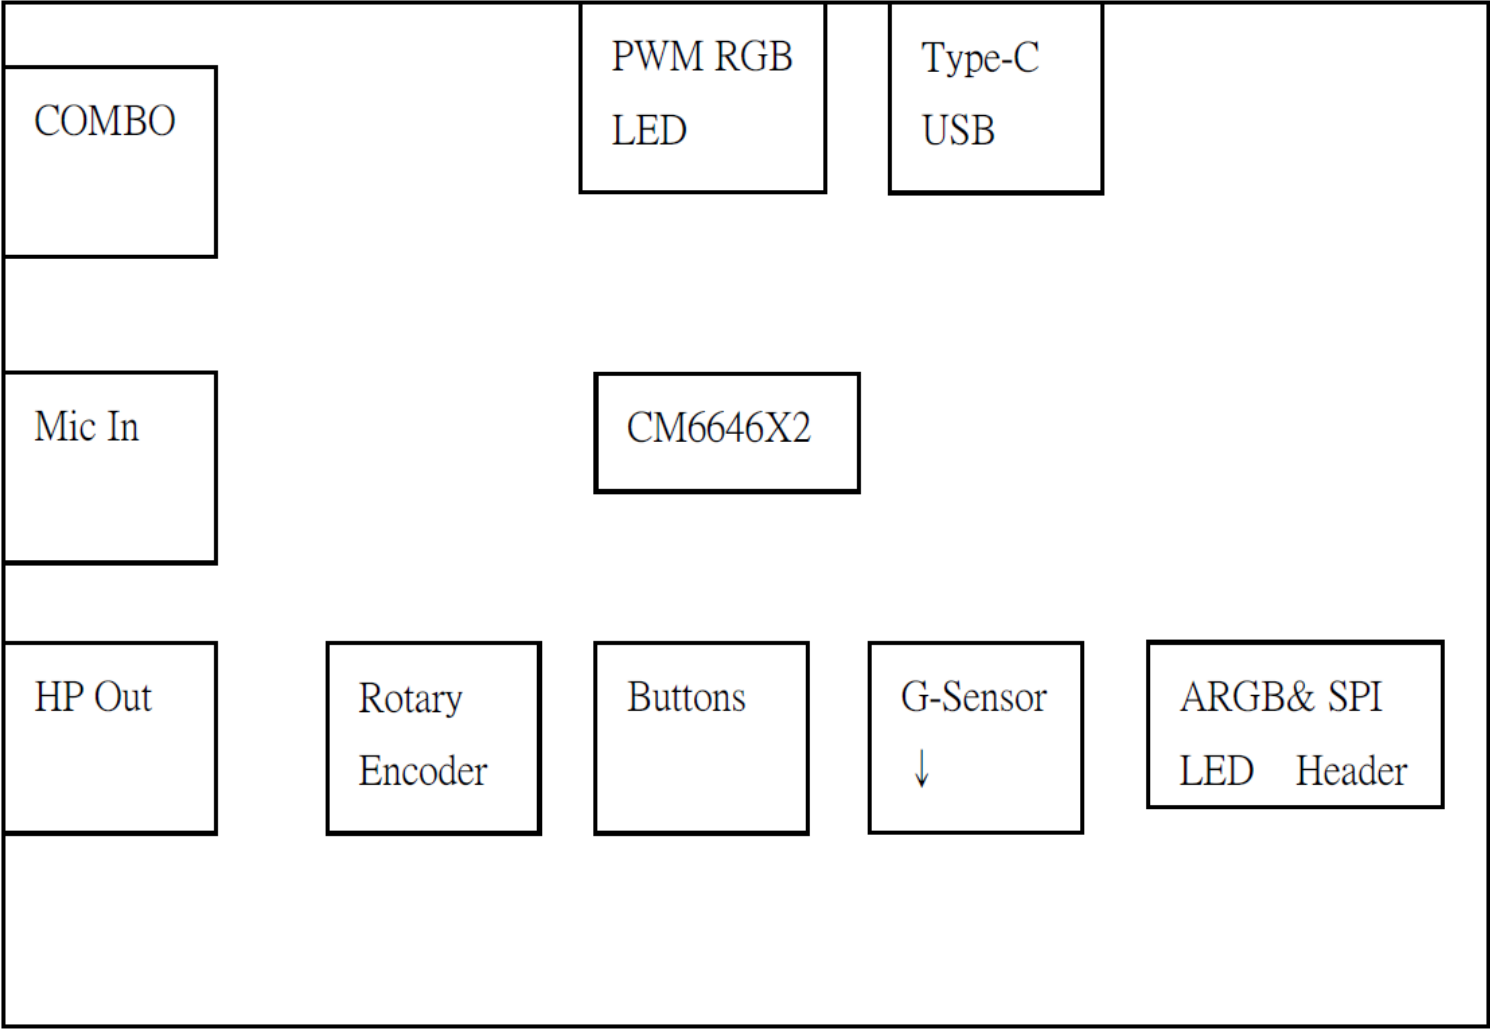 PWM RGB
LED
Type-C
USB
COMBO
Mic In
CM6646X2
HP Out
Rotary
Encoder
Buttons
G-Sensor
↓
ARGB& SPI
LED Header